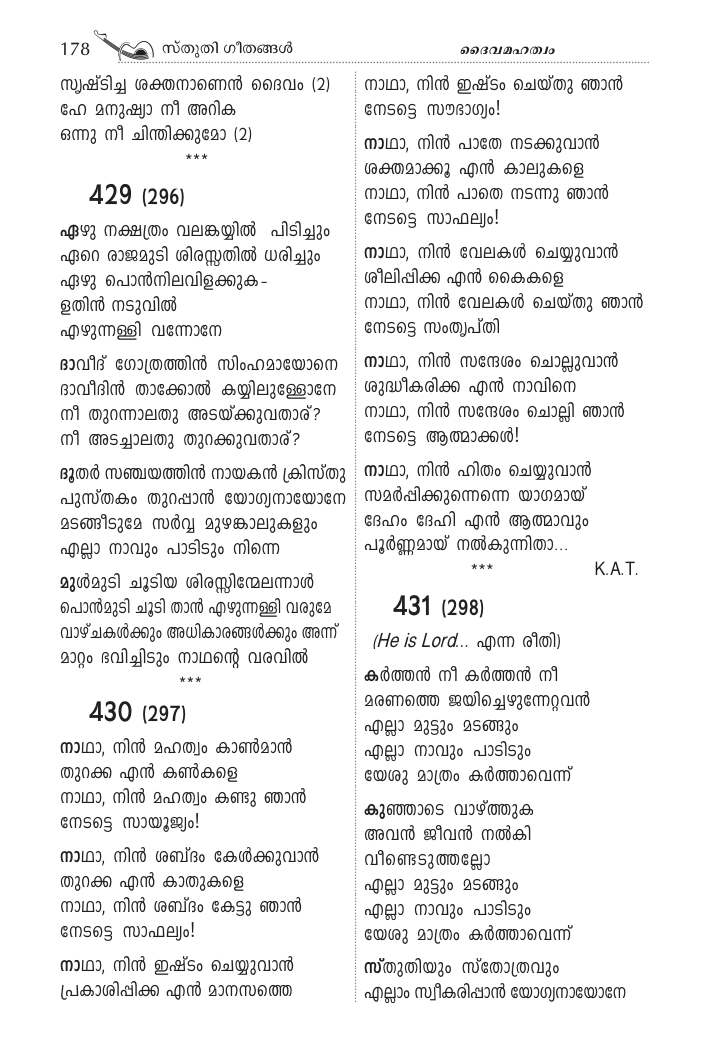 178 സ്തുതി ഗീതങ്ങൾ ദൈവമഹത്വം
സൃഷ്ടിച്ച ശക്തനാണെൻ ദൈവം (2)
ഹേ മനുഷ്യാ നീ അറിക
ഒന്നു നീ ചിന്തിക്കുമോ (2)
***
429 (296)
ഏഴു നക്ഷത്രം വലങ്കയ്യിൽ പിടിച്ചും
ഏറെ രാജമുടി ശിരസ്സതിൽ ധരിച്ചും
ഏഴു പൊൻനിലവിളക്കുക-
ളതിൻ നടുവിൽ
എഴുന്നള്ളി വന്നോനേ
ദാവീദ് ഗോത്രത്തിൻ സിംഹമായോനെ
ദാവീദിൻ താക്കോൽ കയ്യിലുള്ളോനേ
നീ തുറന്നാലതു അടയ്ക്കുവതാര്?
നീ അടച്ചാലതു തുറക്കുവതാര്?
ദൂതർ സഞ്ചയത്തിൻ നായകൻ ക്രിസ്തു
പുസ്തകം തുറപ്പാൻ യോഗ്യനായോനേ
മടങ്ങീടുമേ സർവ്വ മുഴങ്കാലുകളും
എല്ലാ നാവും പാടിടും നിന്നെ
മുൾമുടി ചൂടിയ ശിരസ്സിന്മേലന്നാൾ
പൊൻമുടി ചൂടി താൻ എഴുന്നള്ളി വരുമേ
വാഴ്ചകൾക്കും അധികാരങ്ങൾക്കും അന്ന്
മാറ്റം ഭവിച്ചിടും നാഥന്റെ വരവിൽ
***
430 (297)
നാഥാ, നിൻ മഹത്വം കാൺമാൻ
തുറക്ക എൻ കൺകളെ
നാഥാ, നിൻ മഹത്വം കണ്ടു ഞാൻ
നേടട്ടെ സായൂജ്യം!
നാഥാ, നിൻ ശബ്ദം കേൾക്കുവാൻ
തുറക്ക എൻ കാതുകളെ
നാഥാ, നിൻ ശബ്ദം കേട്ടു ഞാൻ
നേടട്ടെ സാഫല്യം!
നാഥാ, നിൻ ഇഷ്ടം ചെയ്യുവാൻ
പ്രകാശിപ്പിക്ക എൻ മാനസത്തെ
നാഥാ, നിൻ ഇഷ്ടം ചെയ്തു ഞാൻ
നേടട്ടെ സൗഭാഗ്യം!
നാഥാ, നിൻ പാതേ നടക്കുവാൻ
ശക്തമാക്കൂ എൻ കാലുകളെ
നാഥാ, നിൻ പാതെ നടന്നു ഞാൻ
നേടട്ടെ സാഫല്യം!
നാഥാ, നിൻ വേലകൾ ചെയ്യുവാൻ
ശീലിപ്പിക്ക എൻ കൈകളെ
നാഥാ, നിൻ വേലകൾ ചെയ്തു ഞാൻ
നേടട്ടെ സംതൃപ്തി
നാഥാ, നിൻ സന്ദേശം ചൊല്ലുവാൻ
ശുദ്ധീകരിക്ക എൻ നാവിനെ
നാഥാ, നിൻ സന്ദേശം ചൊല്ലി ഞാൻ
നേടട്ടെ ആത്മാക്കൾ!
നാഥാ, നിൻ ഹിതം ചെയ്യുവാൻ
സമർപ്പിക്കുന്നെന്നെ യാഗമായ്
ദേഹം ദേഹി എൻ ആത്മാവും
പൂർണ്ണമായ് നൽകുന്നിതാ...
*** K.A.T.
431 (298)
(He is Lord... എന്ന രീതി)
കർത്തൻ നീ കർത്തൻ നീ
മരണത്തെ ജയിച്ചെഴുന്നേറ്റവൻ
എല്ലാ മുട്ടും മടങ്ങും
എല്ലാ നാവും പാടിടും
യേശു മാത്രം കർത്താവെന്ന്
കുഞ്ഞാടെ വാഴ്ത്തുക
അവൻ ജീവൻ നൽകി
വീണ്ടെടുത്തല്ലോ
എല്ലാ മുട്ടും മടങ്ങും
എല്ലാ നാവും പാടിടും
യേശു മാത്രം കർത്താവെന്ന്
സ്തുതിയും സ്തോത്രവും
എല്ലാം സ്വീകരിപ്പാൻ യോഗ്യനായോനേ